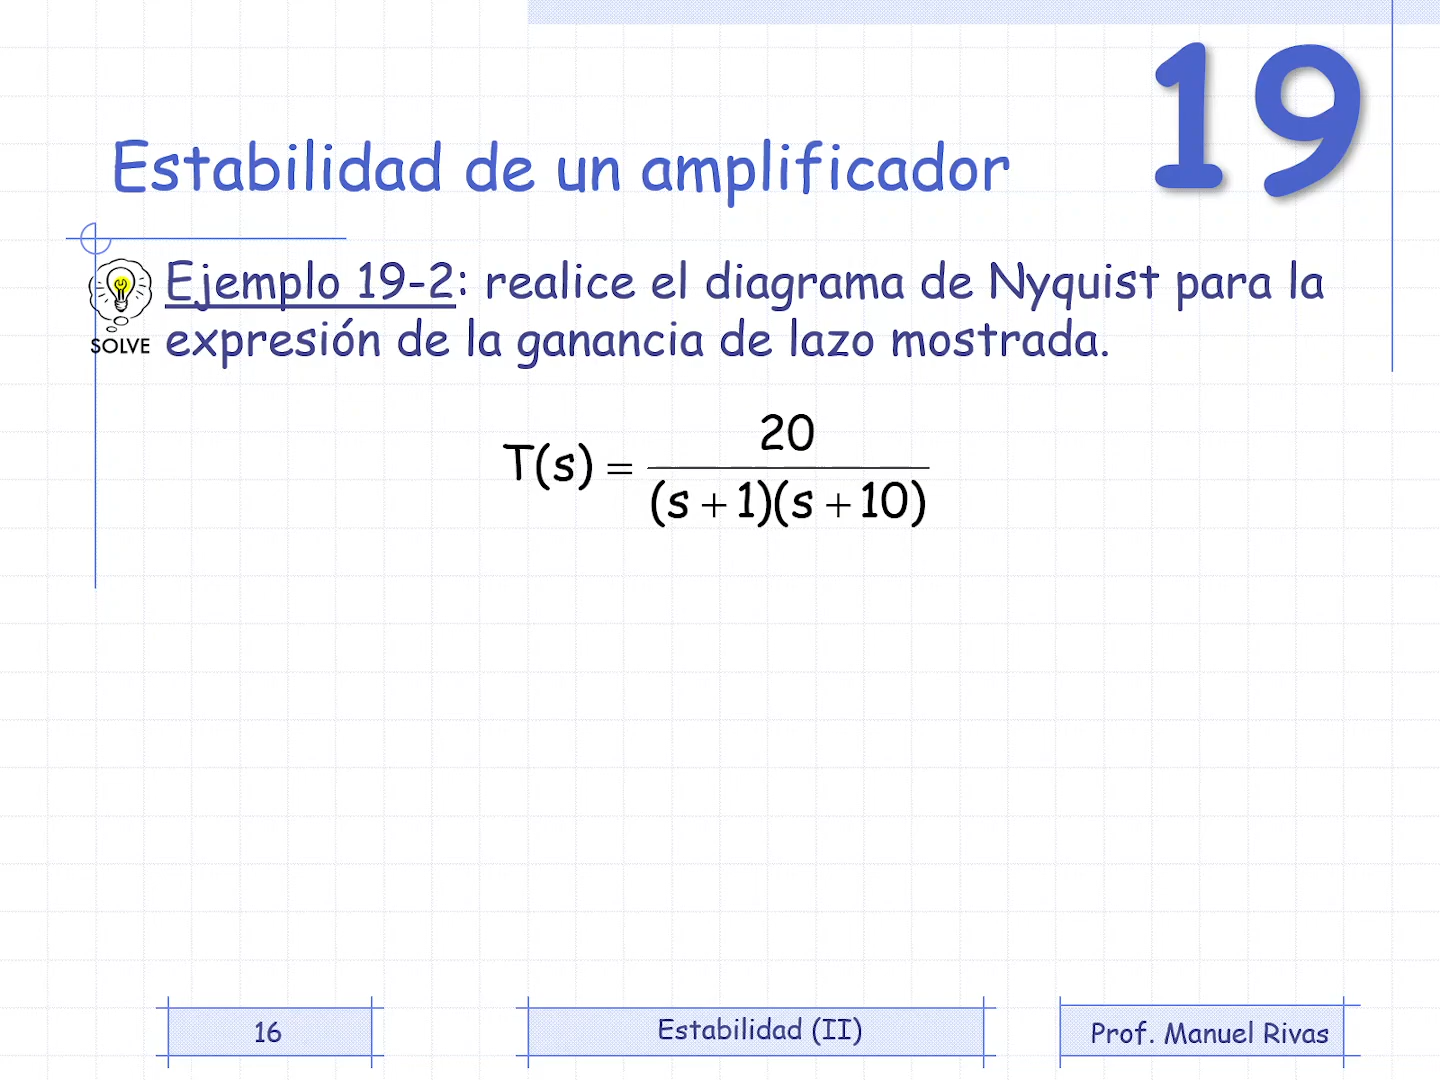 19
Estabilidad de un amplificador
Ejemplo 19-2: realice el diagrama de Nyquist para la
SOLVE expresión de la ganancia de lazo mostrada.
T(s) = 20 / (s + 1)(s + 10)
16
Estabilidad (II)
Prof. Manuel Rivas